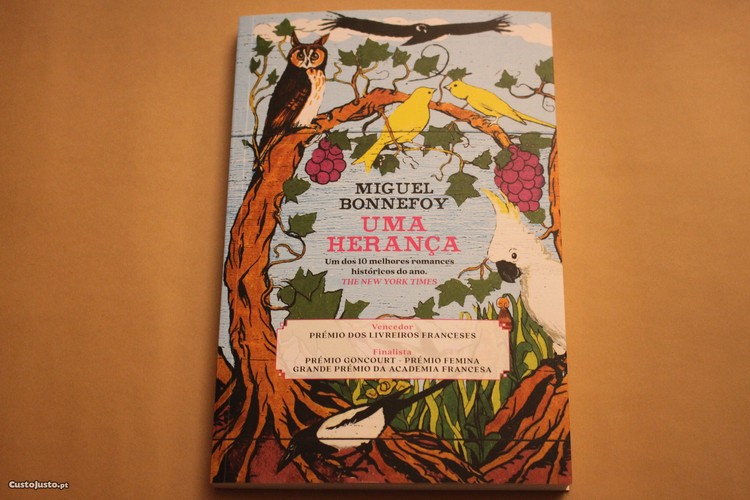 MIGUEL
BONNEFOY
UMA
HERANÇA
Um dos 10 melhores romances
históricos do ano.
THE NEW YORK TIMES
Vencedor
PRÉMIO DOS LIVREIROS FRANCESES
Finalista
PRÉMIO GONCOURT - PRÉMIO FEMINA
GRANDE PRÉMIO DA ACADEMIA FRANCESA
CustoJusto.pt